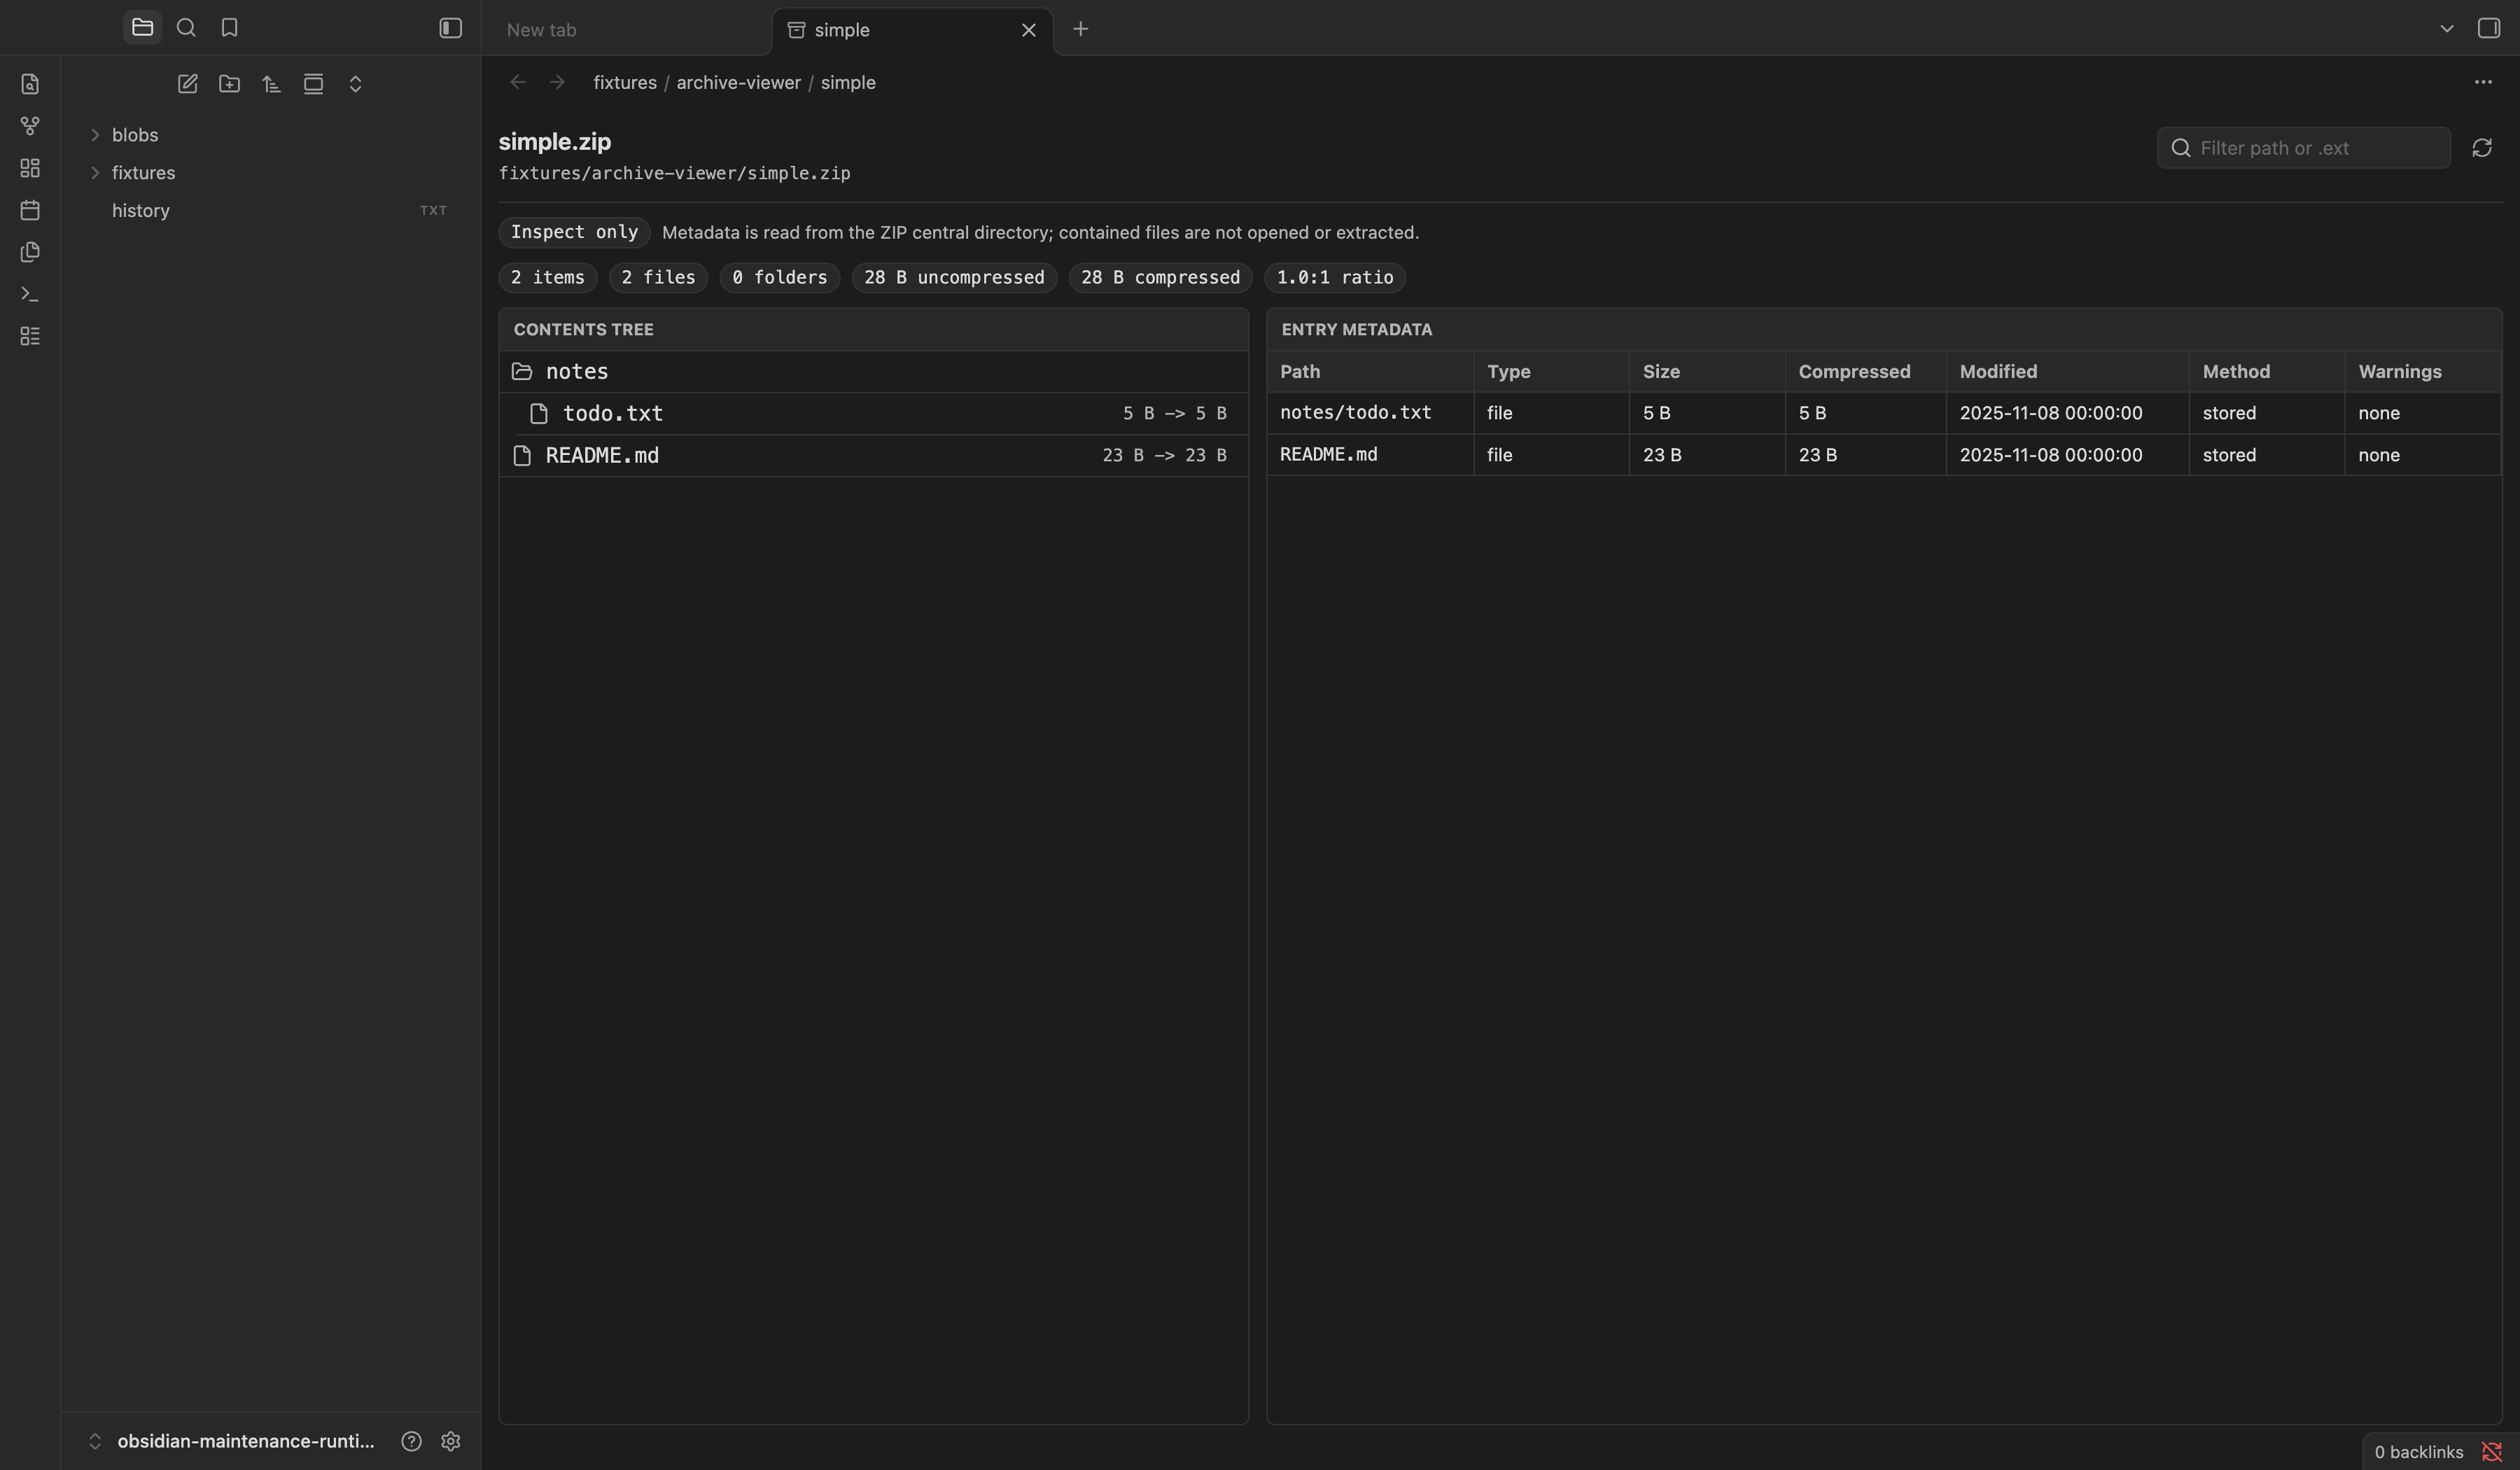 New tab
simple
blobs
fixtures
history TXT
fixtures / archive-viewer / simple
simple.zip
fixtures/archive-viewer/simple.zip
Filter path or .ext
Inspect only Metadata is read from the ZIP central directory; contained files are not opened or extracted.
2 items 2 files 0 folders 28 B uncompressed 28 B compressed 1.0:1 ratio
CONTENTS TREE
notes
todo.txt 5 B —> 5 B
README.md 23 B —> 23 B
ENTRY METADATA
Path Type Size Compressed Modified Method Warnings
notes/todo.txt file 5 B 5 B 2025-11-08 00:00:00 stored none
README.md file 23 B 23 B 2025-11-08 00:00:00 stored none
obsidian-maintenance-runti...
0 backlinks